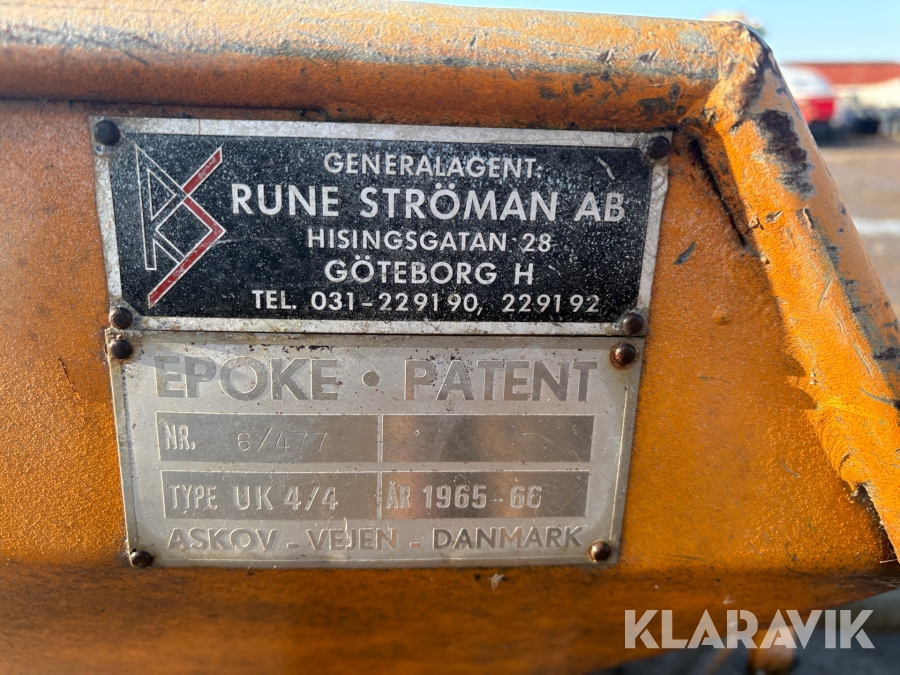 GENERALAGENT:
RUNE STRÖMAN AB
HISINGSGATAN 28
GÖTEBORG H
TEL. 031-229190, 229192
EPOKE • PATENT
NR. 6/477
TYPE UK 4/4 ÅR 1965-66
ASKOV - VEJEN - DANMARK
KLARAVIK